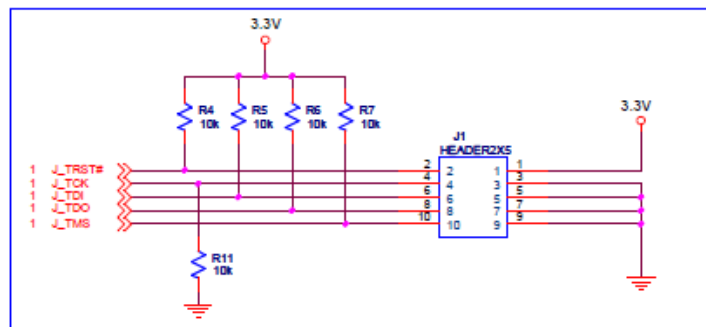 3.3V
R4
10k
R5
10k
R6
10k
R7
10k
3.3V
J1
HEADER2X5
1 J_TRST# 2 2 1 1
1 J_TCK 4 4 3 3
1 J_TDI 6 6 5 5
1 J_TDO 8 8 7 7
1 J_TMS 10 10 9 9
R11
10k